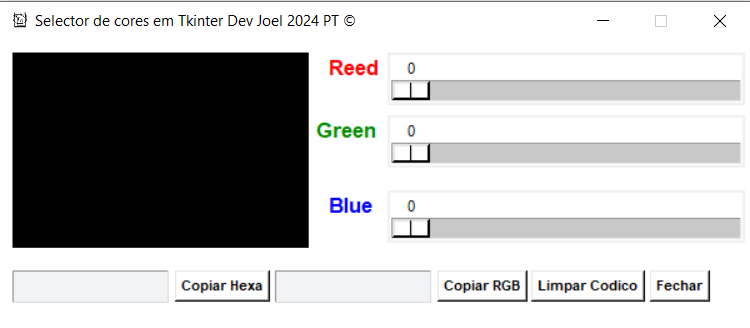 Selector de cores em Tkinter Dev Joel 2024 PT ©
Reed
0
Green
0
Blue
0
Copiar Hexa
Copiar RGB
Limpar Codico
Fechar